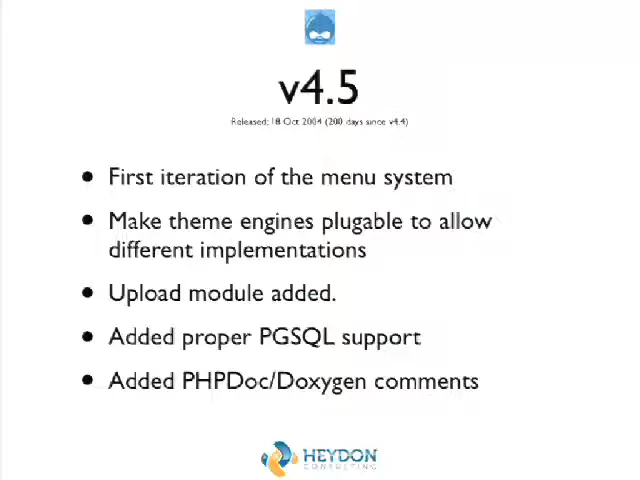 v4.5
Released: 18 Oct 2004 (200 days since v4.4)
• First iteration of the menu system
• Make theme engines plugable to allow
different implementations
• Upload module added.
• Added proper PGSQL support
• Added PHPDoc/Doxygen comments
HEYDON
CONSULTING